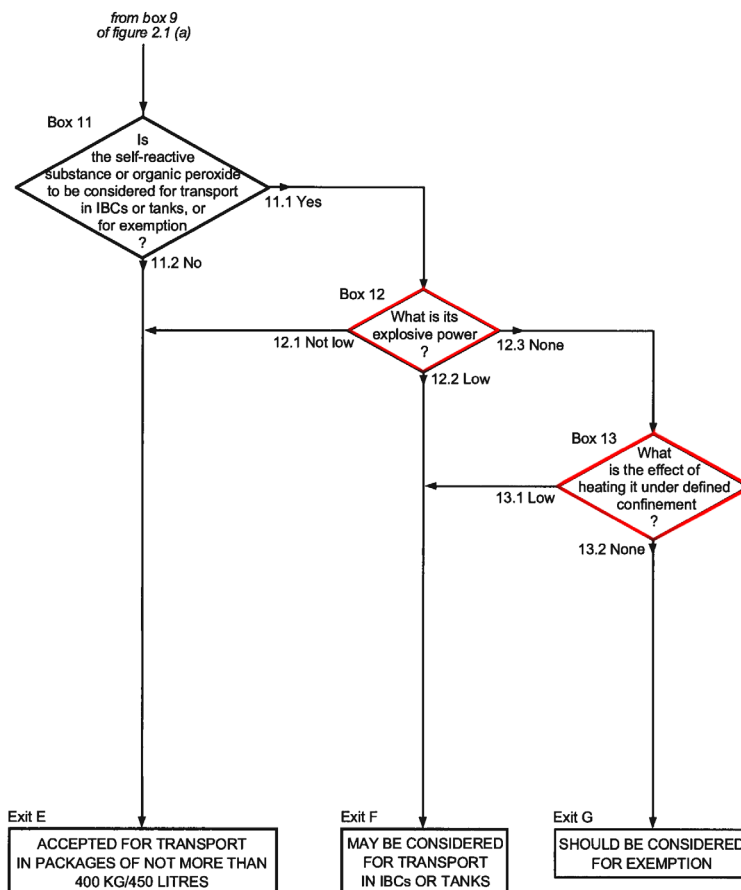 from box 9
of figure 2.1 (a)
Box 11
Is
the self-reactive
substance or organic peroxide
to be considered for transport
in IBCs or tanks, or
for exemption
?
11.1 Yes
11.2 No
Box 12
What is its
explosive power
?
12.1 Not low
12.3 None
12.2 Low
Box 13
What
is the effect of
heating it under defined
confinement
?
13.1 Low
13.2 None
Exit E
ACCEPTED FOR TRANSPORT
IN PACKAGES OF NOT MORE THAN
400 KG/450 LITRES
Exit F
MAY BE CONSIDERED
FOR TRANSPORT
IN IBCs OR TANKS
Exit G
SHOULD BE CONSIDERED
FOR EXEMPTION